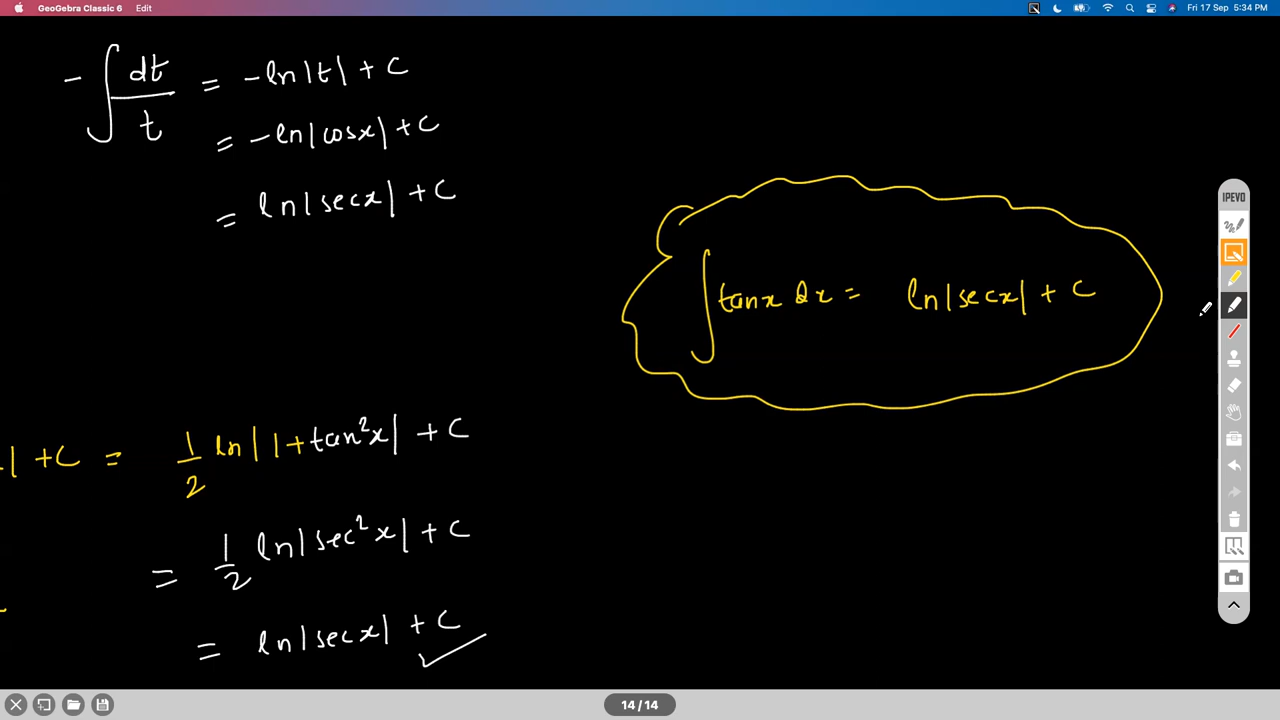 GeoGebra Classic 6 Edit Fri 17 Sep 5:34 PM
-∫ dt/t = -ln|t| + c
= -ln|cosx| + c
= ln|secx| + c
IPEVO
∫ tanx dx = ln|secx| + c
| + c = 1/2 ln|1+tan²x| + c
= 1/2 ln|sec²x| + c
= ln|secx| + c
14 / 14